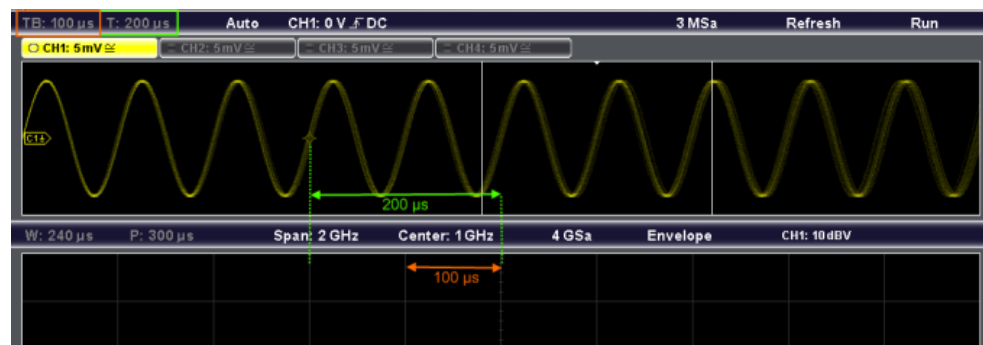 TB: 100 µs T: 200 µs Auto CH1: 0 V DC 3 MSa Refresh Run
CH1: 5mV≅ CH2: 5mV≅ CH3: 5mV≅ CH4: 5mV≅
C1
200 µs
W: 240 µs P: 300 µs Span: 2 GHz Center: 1 GHz 4 GSa Envelope CH1: 10dBV
100 µs